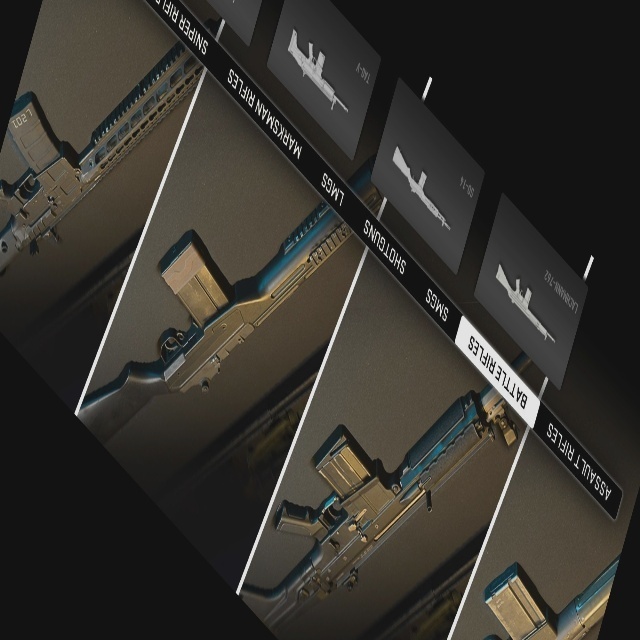 ASSAULT RIFLES
BATTLE RIFLES
SMGS
SHOTGUNS
LMGS
MARKSMAN RIFLES
SNIPER RIFLES
LACHMANN-762
SO-14
TAQ-V